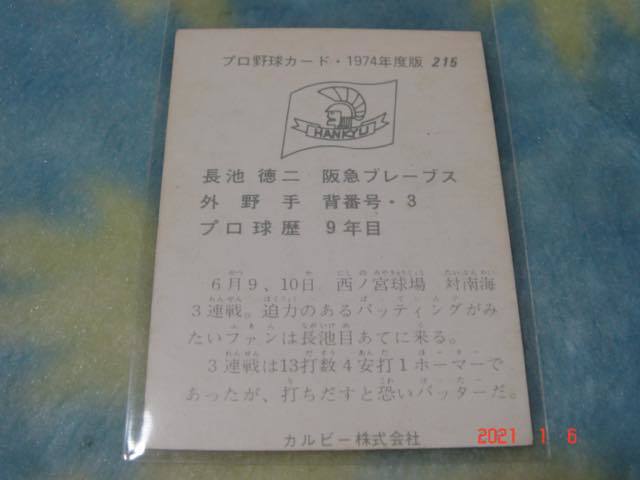 プロ野球カード・1974年度版 215
HANKYU
長池 徳二 阪急ブレーブス
外野手 背番号・3
プロ球歴 9年目
6月9、10日 西ノ宮球場 対南海
3連戦。迫力のあるバッティングがみ
たいファンは長池目あてに来る。
3連戦は13打数4安打1ホーマーで
あったが、打ちだすと恐いバッターだ。
カルビー株式会社
2021 1 6